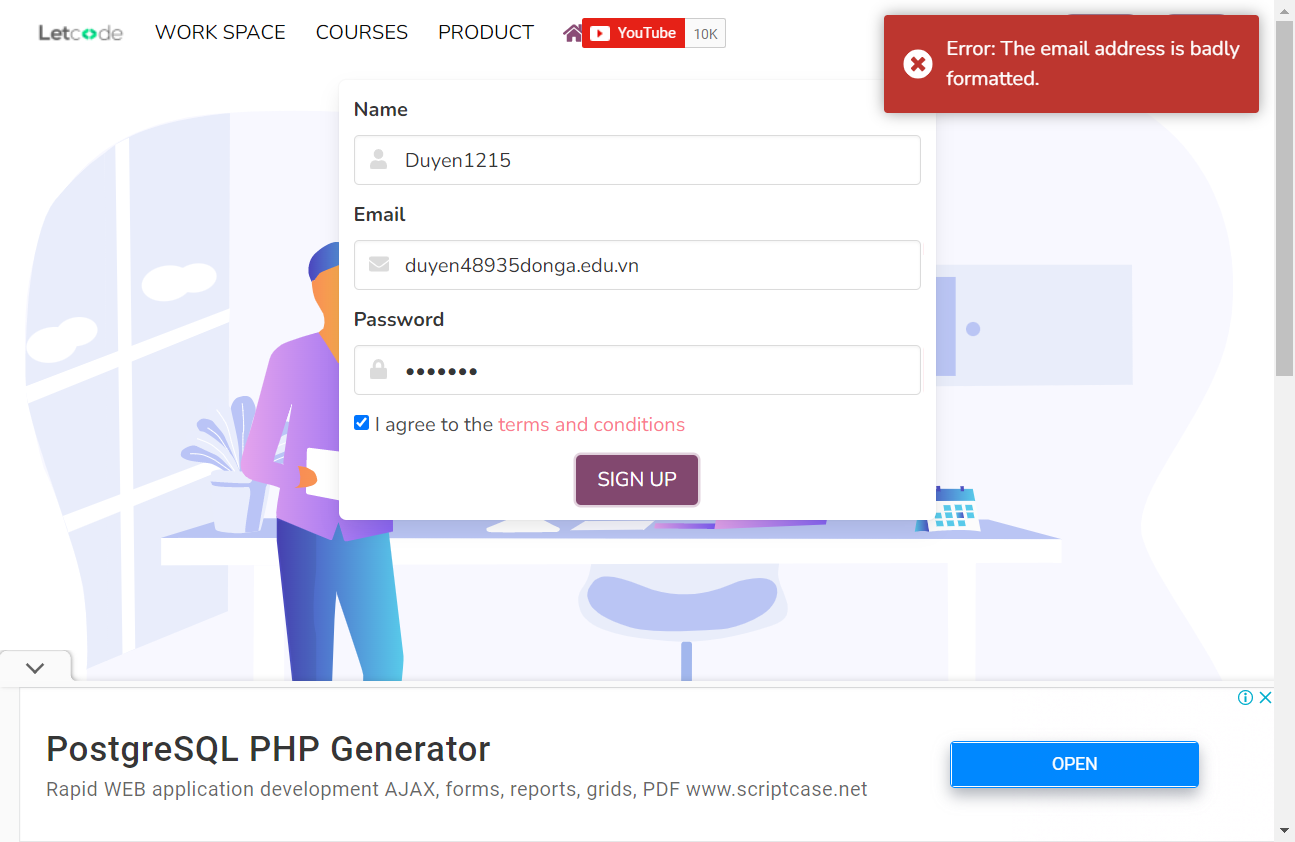 Letcode WORK SPACE COURSES PRODUCT YouTube 10K
Error: The email address is badly
formatted.
Name
Duyen1215
Email
duyen48935donga.edu.vn
Password
•••••••
I agree to the terms and conditions
SIGN UP
PostgreSQL PHP Generator
Rapid WEB application development AJAX, forms, reports, grids, PDF www.scriptcase.net
OPEN